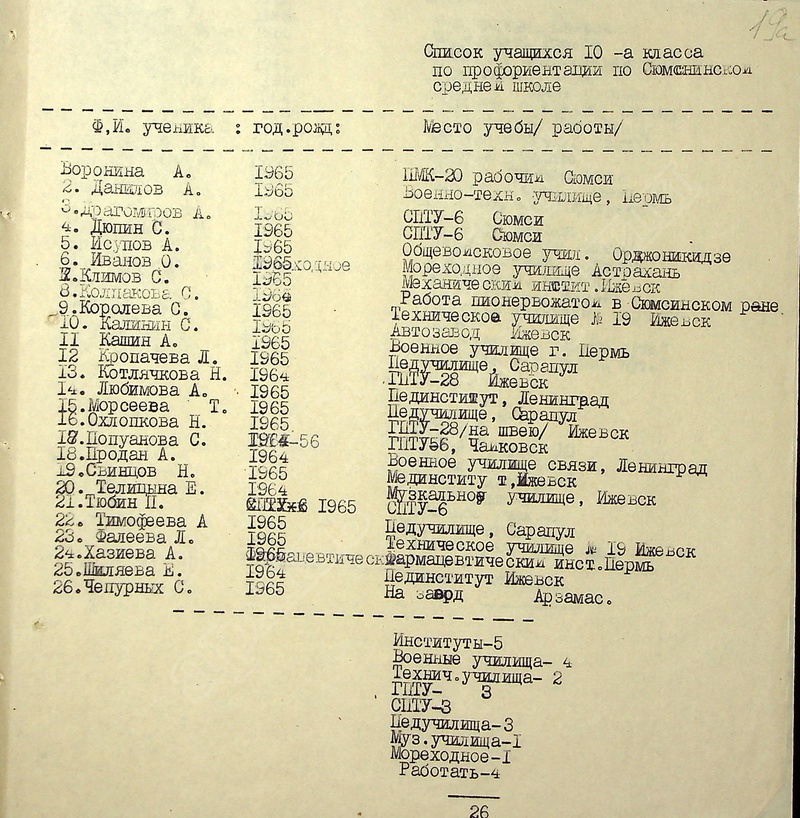 19а
Список учащихся 10 -а класса
по профориентации по Сюмсинской
средней школе
Ф,И. ученика : год.рожд: Место учебы/ работы/
Воронина А. 1965 ПМК-20 рабочий Сюмси
2. Данилов А. 1965 Военно-техн. училище, Пермь
3.Драгомиров А. 1965 СПТУ-6 Сюмси
4. Дюпин С. 1965 СПТУ-6 Сюмси
5. Исупов А. 1965 Общевойсковое учил. Орджоникидзе
6. Иванов О. 1965 Мореходное училище Астрахань
7.Климов С. 1965 Механический инстит.Ижевск
8.Колпакова С. 1964 Работа пионервожатой в Сюмсинском ране
9.Королева С. 1965 Техническое училище № 19 Ижевск
10. Калинин С. 1965 Автозавод Ижевск
11 Кашин А. 1965 Военное училище г. Пермь
12 Кропачева Л. 1965 Педучилище, Сарапул
13. Котлячкова Н. 1964 ГПТУ-28 Ижевск
14. Любимова А. 1965 Пединститут, Ленинград
15.Морсеева Т. 1965 Педучилище, Сарапул
16.Охлопкова Н. 1965 ГПТУ-28/на швею/ Ижевск
17.Попуанова С. 1964-56 ГПТУ56, Чайковск
18.Продан А. 1964 Военное училище связи, Ленинград
19.Свинцов Н. 1965 Мединститу т,Ижевск
20. Телицына Е. 1964 Музкальное училище, Ижевск
21.Тюбин П. 1965 СПТУ-6
22. Тимофеева А 1965 Педучилище, Сарапул
23. Фалеева Л. 1965 Техническое училище № 19 Ижевск
24.Хазиева А. 1965 Фармацевтический инст.Пермь
25.Шиляева Е. 1964 Пединститут Ижевск
26.Чепурных С. 1965 На завод Арзамас.
Институты-5
Военные училища- 4
Технич.училища- 2
ГПТУ- 3
СПТУ-3
Педучилища-3
Муз.училища-1
Мореходное-1
Работать-4
26